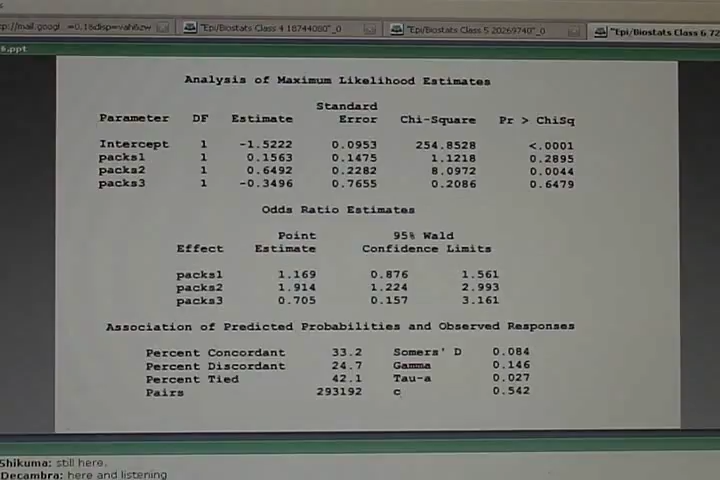 "Epi/Biostats Class 4 18744080"_0
"Epi/Biostats Class 5 20269740"_0
"Epi/Biostats Class 6 72
6.ppt
Analysis of Maximum Likelihood Estimates
Standard
Parameter DF Estimate Error Chi-Square Pr > ChiSq
Intercept 1 -1.5222 0.0953 254.8528 <.0001
packs1 1 0.1563 0.1475 1.1218 0.2895
packs2 1 0.6492 0.2282 8.0972 0.0044
packs3 1 -0.3496 0.7655 0.2086 0.6479
Odds Ratio Estimates
Point 95% Wald
Effect Estimate Confidence Limits
packs1 1.169 0.876 1.561
packs2 1.914 1.224 2.993
packs3 0.705 0.157 3.161
Association of Predicted Probabilities and Observed Responses
Percent Concordant 33.2 Somers' D 0.084
Percent Discordant 24.7 Gamma 0.146
Percent Tied 42.1 Tau-a 0.027
Pairs 293192 c 0.542
Shikuma: still here.
Decambra: here and listening